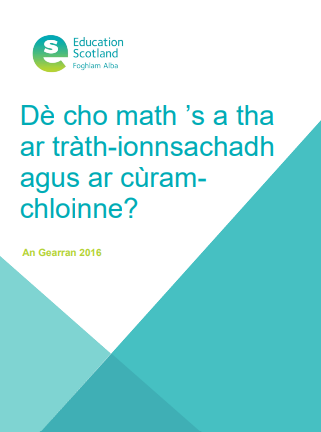 Education
Scotland
Foghlam Alba
Dè cho math ’s a tha
ar tràth-ionnsachadh
agus ar cùram-
chloinne?
An Gearran 2016